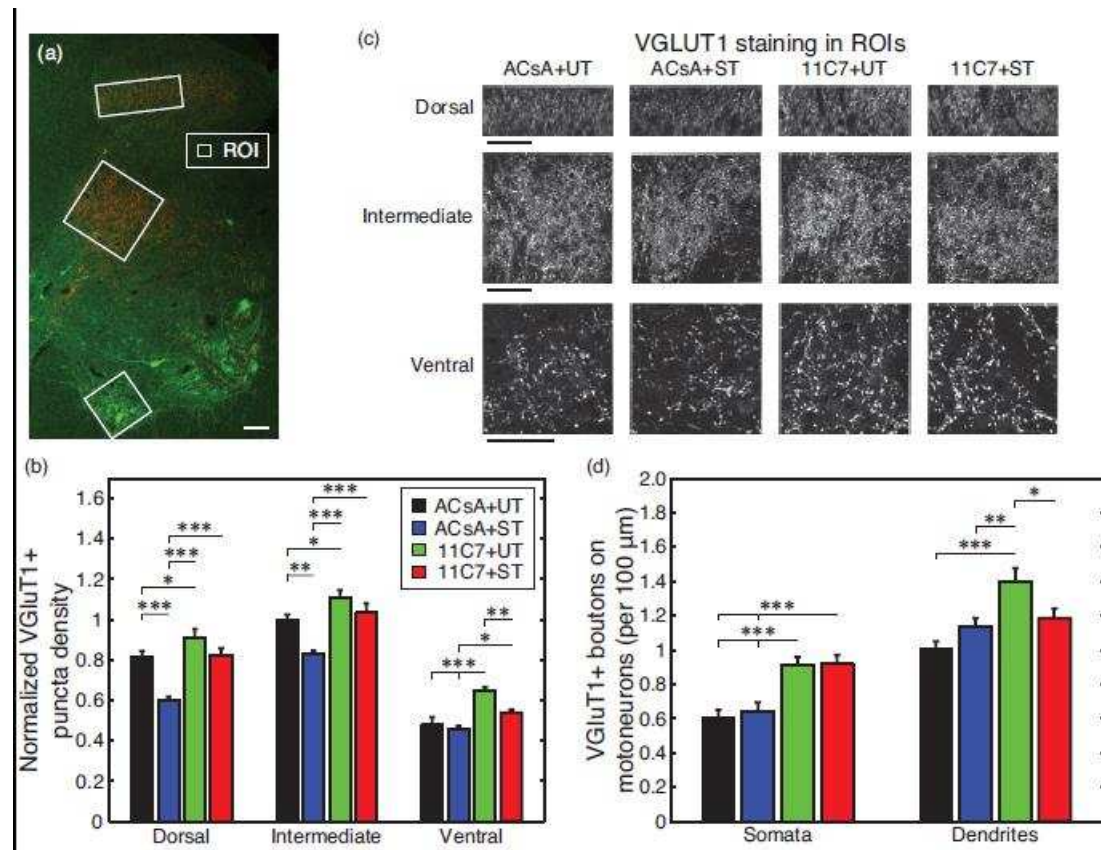 (a)
ROI
(c)
VGLUT1 staining in ROIs
ACsA+UT ACsA+ST 11C7+UT 11C7+ST
Dorsal
Intermediate
Ventral
(b)
Normalized VGluT1+
puncta density
1.6
1.4
1.2
1
0.8
0.6
0.4
0.2
0
***
*
***
***
**
*
***
***
***
*
**
ACsA+UT
ACsA+ST
11C7+UT
11C7+ST
Dorsal Intermediate Ventral
(d)
VGluT1+ boutons on
motoneurons (per 100 µm)
2.0
1.8
1.6
1.4
1.2
1.0
0.8
0.6
0.4
0.2
0
***
***
***
**
*
Somata Dendrites